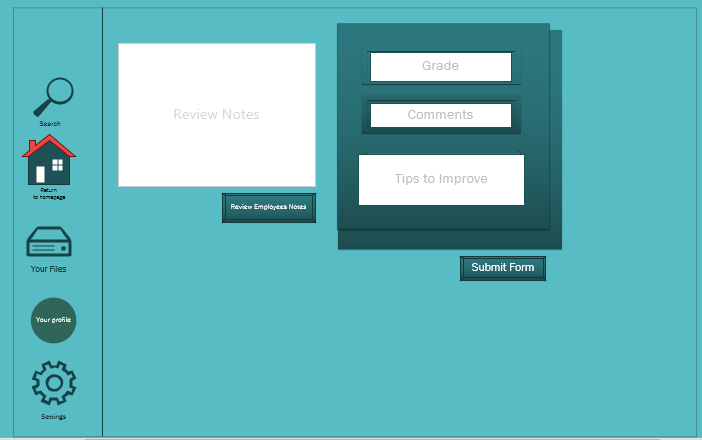 Search
Return
to homepage
Your Files
Your profile
Settings
Review Notes
Review Employees Notes
Grade
Comments
Tips to Improve
Submit Form